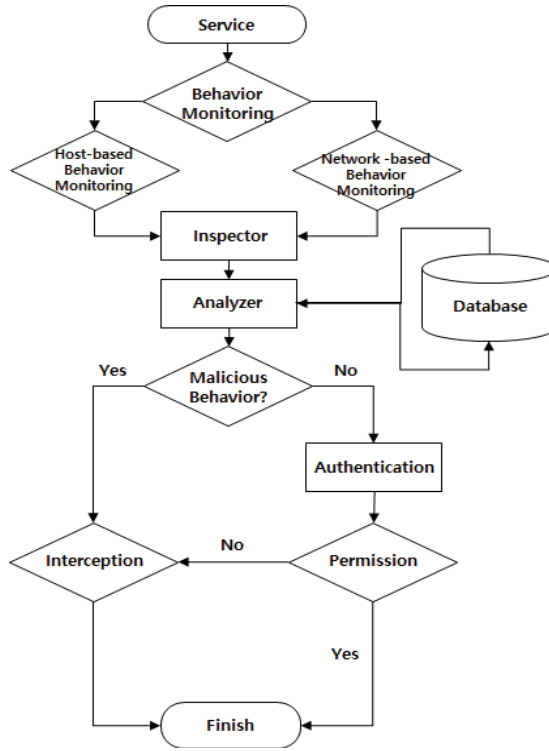 Service
Behavior
Monitoring
Host-based
Behavior
Monitoring
Network -based
Behavior
Monitoring
Inspector
Analyzer
Database
Yes
Malicious
Behavior?
No
Authentication
Interception
No
Permission
Yes
Finish